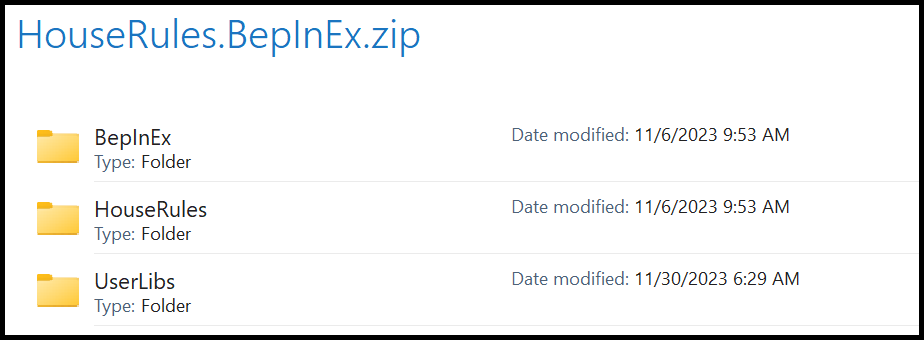 HouseRules.BepInEx.zip
BepInEx Date modified: 11/6/2023 9:53 AM
Type: Folder
HouseRules Date modified: 11/6/2023 9:53 AM
Type: Folder
UserLibs Date modified: 11/30/2023 6:29 AM
Type: Folder